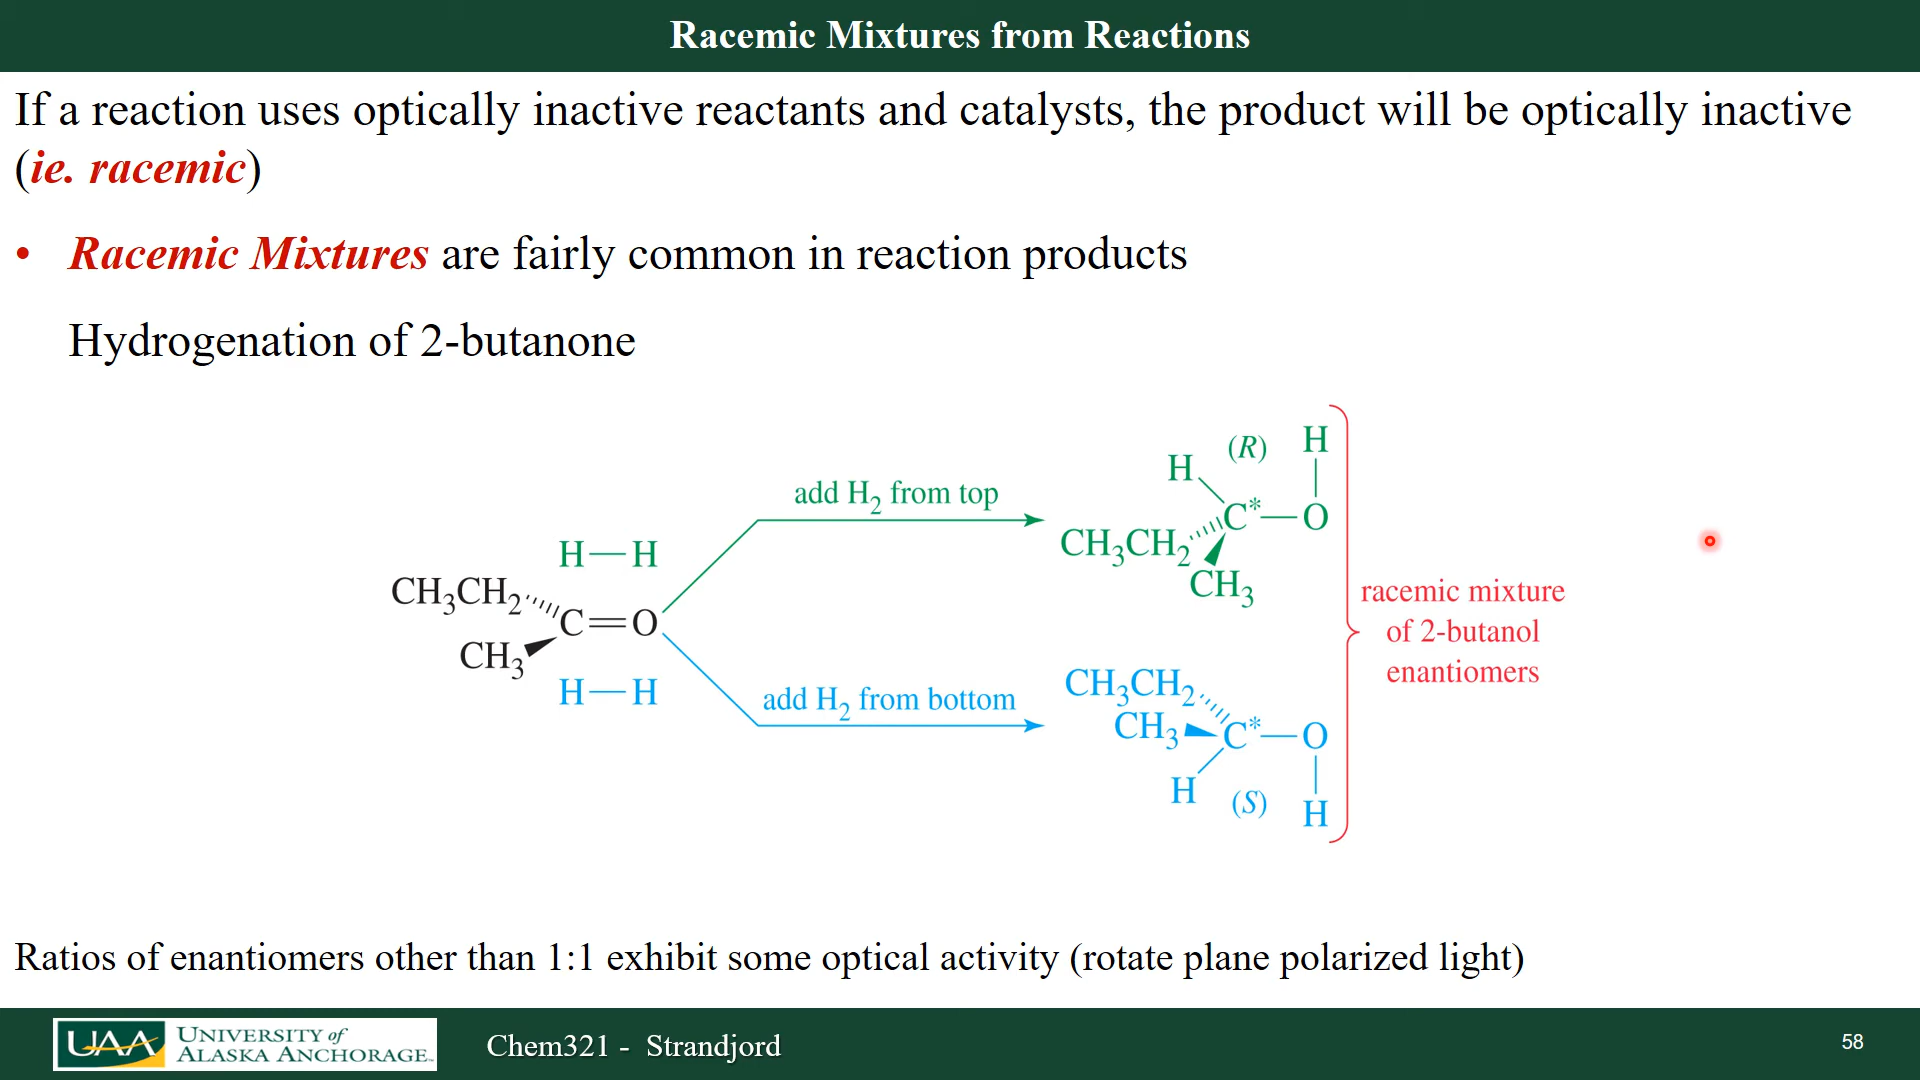 Racemic Mixtures from Reactions
If a reaction uses optically inactive reactants and catalysts, the product will be optically inactive
(ie. racemic)
• Racemic Mixtures are fairly common in reaction products
Hydrogenation of 2-butanone
H—H
CH₃CH₂
C=O
CH₃
H—H
add H₂ from top
add H₂ from bottom
(R)
H
H
C*—O
CH₃CH₂
CH₃
CH₃CH₂
CH₃
C*—O
H
(S)
H
racemic mixture
of 2-butanol
enantiomers
Ratios of enantiomers other than 1:1 exhibit some optical activity (rotate plane polarized light)
UAA
UNIVERSITY of
ALASKA ANCHORAGE
Chem321 - Strandjord
58